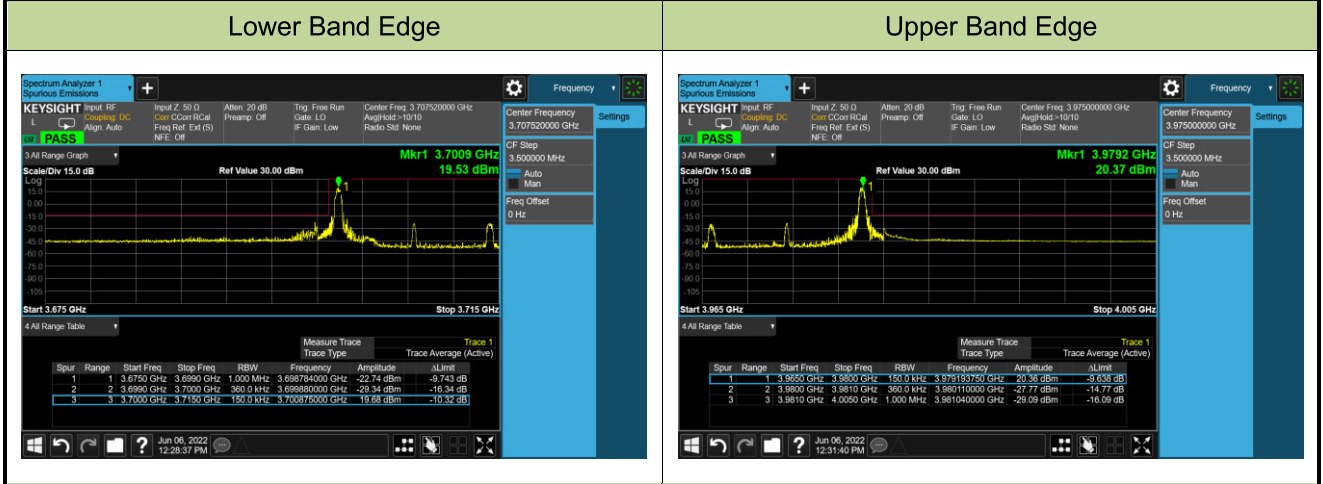 Lower Band Edge
Spectrum Analyzer 1
Spurious Emissions
+
Frequency
KEYSIGHT Input: RF Input Z: 50 Ω Atten: 20 dB Trig: Free Run Center Freq: 3.707520000 GHz
L Coupling: DC Corr CCorr RCal Preamp: Off Gate: LO Avg|Hold:>10/10
Align: Auto Freq Ref: Ext (S) IF Gain: Low Radio Std: None
PASS NFE: Off
Center Frequency
3.707520000 GHz
Settings
CF Step
3.500000 MHz
Auto
Man
Freq Offset
0 Hz
3 All Range Graph
Mkr1 3.7009 GHz
Scale/Div 15.0 dB Ref Value 30.00 dBm 19.53 dBm
Log
15.0
0.00
-15.0
-30.0
-45.0
-60.0
-75.0
-90.0
-105
1
Start 3.675 GHz Stop 3.715 GHz
4 All Range Table
Measure Trace Trace 1
Trace Type Trace Average (Active)
Spur Range Start Freq Stop Freq RBW Frequency Amplitude ΔLimit
1 1 3.6750 GHz 3.6990 GHz 1.000 MHz 3.698784000 GHz -22.74 dBm -9.743 dB
2 2 3.6990 GHz 3.7000 GHz 360.0 kHz 3.699880000 GHz -29.34 dBm -16.34 dB
3 3 3.7000 GHz 3.7150 GHz 150.0 kHz 3.700875000 GHz 19.68 dBm -10.32 dB
?
Jun 06, 2022
12:28:37 PM
Upper Band Edge
Spectrum Analyzer 1
Spurious Emissions
+
Frequency
KEYSIGHT Input: RF Input Z: 50 Ω Atten: 20 dB Trig: Free Run Center Freq: 3.975000000 GHz
L Coupling: DC Corr CCorr RCal Preamp: Off Gate: LO Avg|Hold:>10/10
Align: Auto Freq Ref: Ext (S) IF Gain: Low Radio Std: None
PASS NFE: Off
Center Frequency
3.975000000 GHz
Settings
CF Step
3.500000 MHz
Auto
Man
Freq Offset
0 Hz
3 All Range Graph
Mkr1 3.9792 GHz
Scale/Div 15.0 dB Ref Value 30.00 dBm 20.37 dBm
Log
15.0
0.00
-15.0
-30.0
-45.0
-60.0
-75.0
-90.0
-105
1
Start 3.965 GHz Stop 4.005 GHz
4 All Range Table
Measure Trace Trace 1
Trace Type Trace Average (Active)
Spur Range Start Freq Stop Freq RBW Frequency Amplitude ΔLimit
1 1 3.9650 GHz 3.9800 GHz 150.0 kHz 3.979193750 GHz 20.36 dBm -9.638 dB
2 2 3.9800 GHz 3.9810 GHz 360.0 kHz 3.980110000 GHz -27.77 dBm -14.77 dB
3 3 3.9810 GHz 4.0050 GHz 1.000 MHz 3.981040000 GHz -29.09 dBm -16.09 dB
?
Jun 06, 2022
12:31:40 PM